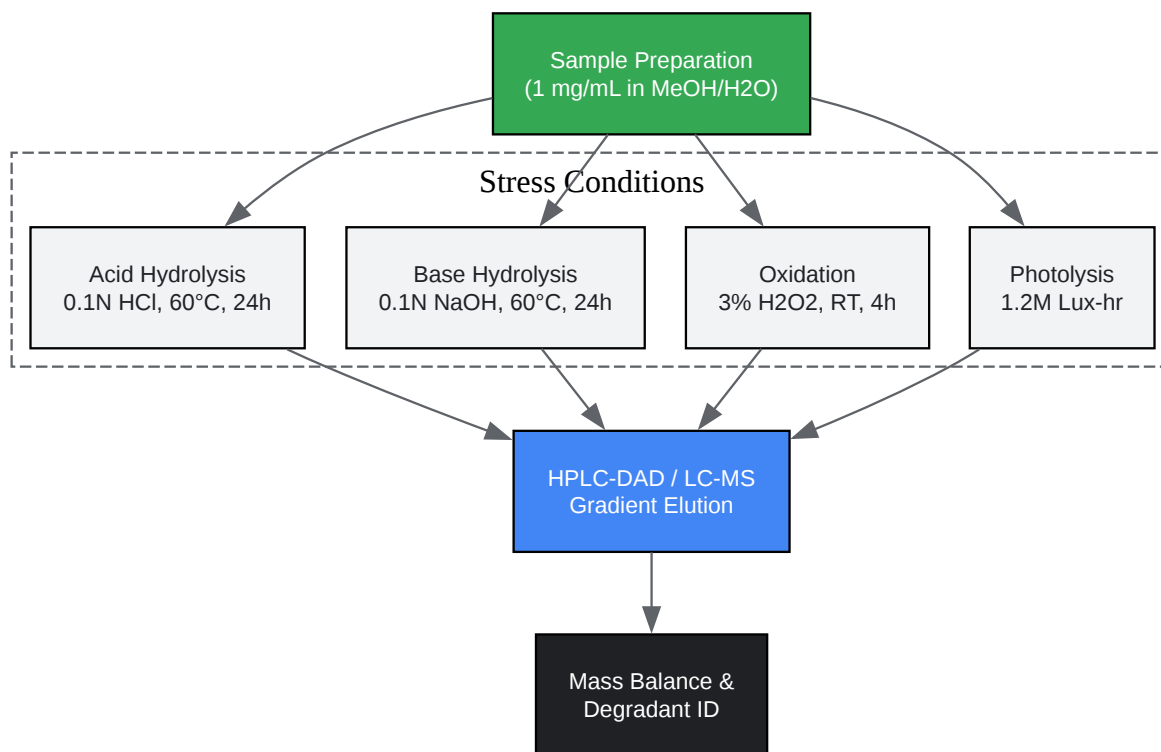 Sample Preparation
(1 mg/mL in MeOH/H2O)
Stress Conditions
Acid Hydrolysis
0.1N HCl, 60°C, 24h
Base Hydrolysis
0.1N NaOH, 60°C, 24h
Oxidation
3% H2O2, RT, 4h
Photolysis
1.2M Lux-hr
HPLC-DAD / LC-MS
Gradient Elution
Mass Balance &
Degradant ID